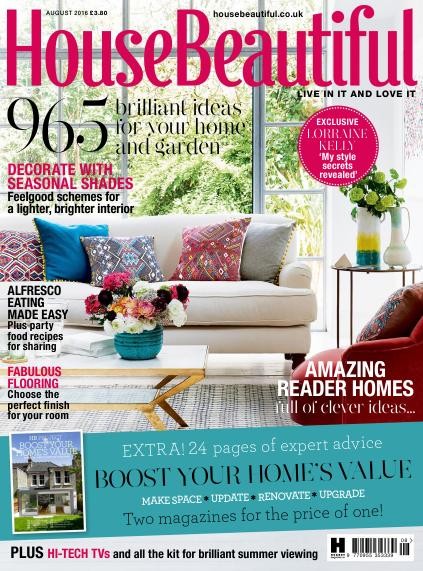 AUGUST 2016 £3.80
housebeautiful.co.uk
HouseBeautiful
LIVE IN IT AND LOVE IT
965 brilliant ideas
for your home
and garden
EXCLUSIVE
LORRAINE
KELLY
'My style
secrets
revealed'
DECORATE WITH
SEASONAL SHADES
Feelgood schemes for
a lighter, brighter interior
ALFRESCO
EATING
MADE EASY
Plus party
food recipes
for sharing
FABULOUS
FLOORING
Choose the
perfect finish
for your room
AMAZING
READER HOMES
full of clever ideas...
BOOST YOUR
HOME'S VALUE
EXTRA! 24 pages of expert advice
BOOST YOUR HOME'S VALUE
MAKE SPACE * UPDATE * RENOVATE * UPGRADE
Two magazines for the price of one!
PLUS HI-TECH TVs and all the kit for brilliant summer viewing
H
08
9 770955 363339